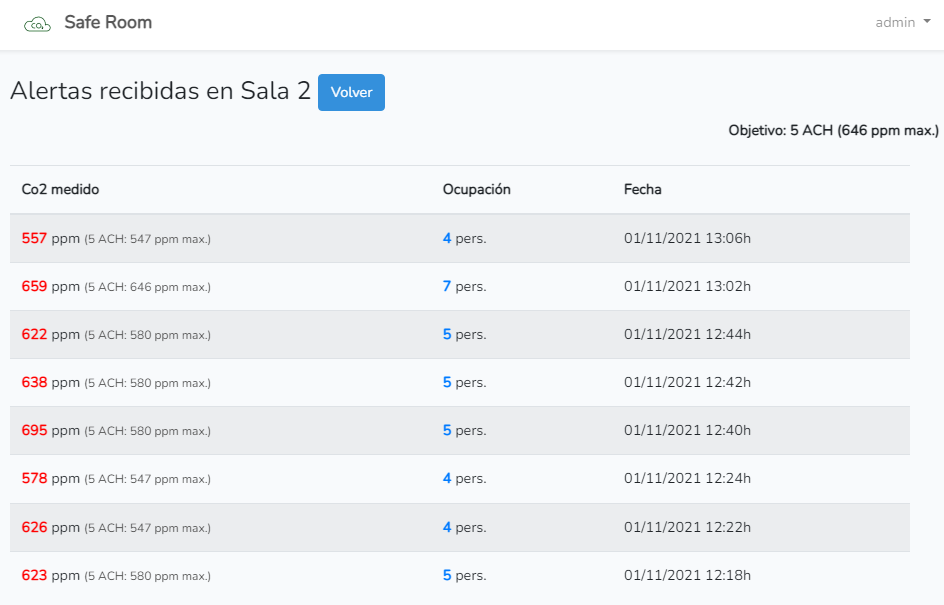 CO₂ Safe Room admin
Alertas recibidas en Sala 2 Volver
Objetivo: 5 ACH (646 ppm max.)
Co2 medido Ocupación Fecha
557 ppm (5 ACH: 547 ppm max.) 4 pers. 01/11/2021 13:06h
659 ppm (5 ACH: 646 ppm max.) 7 pers. 01/11/2021 13:02h
622 ppm (5 ACH: 580 ppm max.) 5 pers. 01/11/2021 12:44h
638 ppm (5 ACH: 580 ppm max.) 5 pers. 01/11/2021 12:42h
695 ppm (5 ACH: 580 ppm max.) 5 pers. 01/11/2021 12:40h
578 ppm (5 ACH: 547 ppm max.) 4 pers. 01/11/2021 12:24h
626 ppm (5 ACH: 547 ppm max.) 4 pers. 01/11/2021 12:22h
623 ppm (5 ACH: 580 ppm max.) 5 pers. 01/11/2021 12:18h